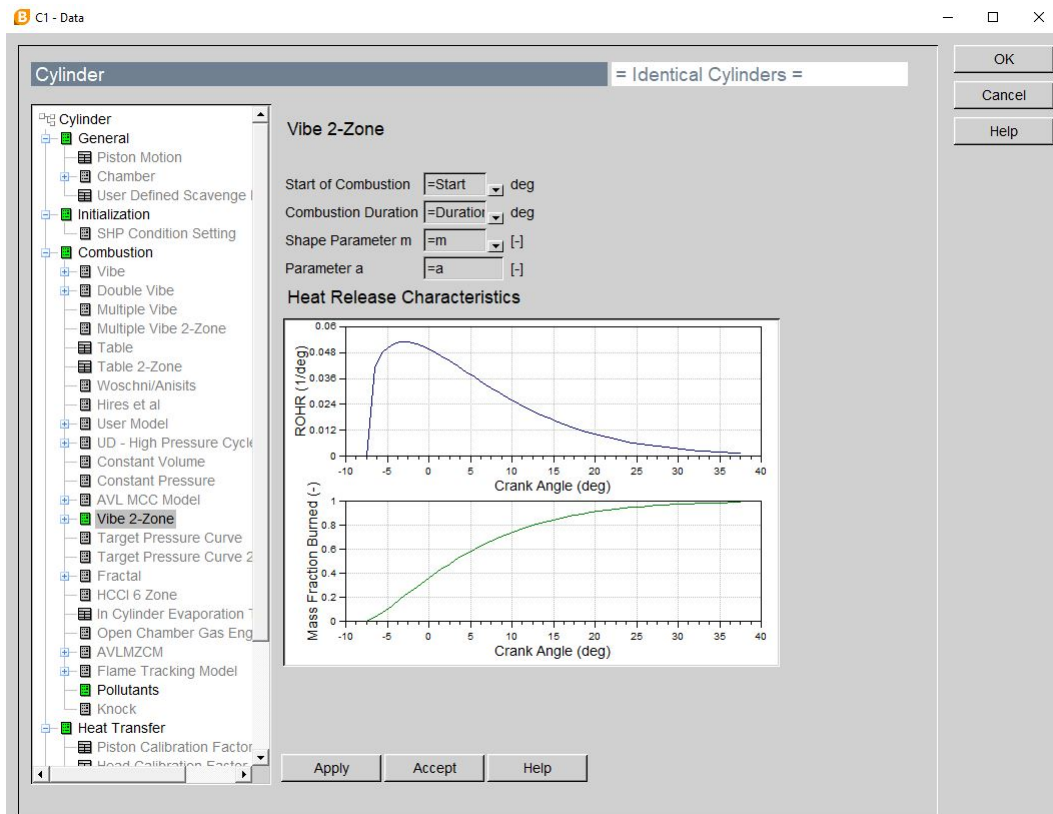 C1 - Data
Cylinder
= Identical Cylinders =
OK
Cancel
Help
Cylinder
General
Piston Motion
Chamber
User Defined Scavenge
Initialization
SHP Condition Setting
Combustion
Vibe
Double Vibe
Multiple Vibe
Multiple Vibe 2-Zone
Table
Table 2-Zone
Woschni/Anisits
Hires et al
User Model
UD - High Pressure Cycle
Constant Volume
Constant Pressure
AVL MCC Model
Vibe 2-Zone
Target Pressure Curve
Target Pressure Curve 2
Fractal
HCCI 6 Zone
In Cylinder Evaporation
Open Chamber Gas Eng
AVLMZCM
Flame Tracking Model
Pollutants
Knock
Heat Transfer
Piston Calibration Factor
Head Calibration Factor
Vibe 2-Zone
Start of Combustion =Start deg
Combustion Duration =Duration deg
Shape Parameter m =m [-]
Parameter a =a [-]
Heat Release Characteristics
ROHR (1/deg)
0.06
0.048
0.036
0.024
0.012
0
-10 -5 0 5 10 15 20 25 30 35 40
Crank Angle (deg)
Mass Fraction Burned (-)
1
0.8
0.6
0.4
0.2
0
-10 -5 0 5 10 15 20 25 30 35 40
Crank Angle (deg)
Apply Accept Help